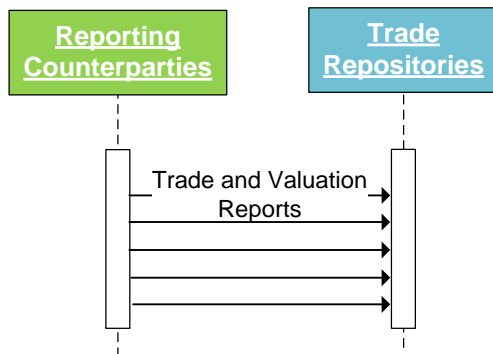 Reporting
Counterparties
Trade
Repositories
Trade and Valuation
Reports